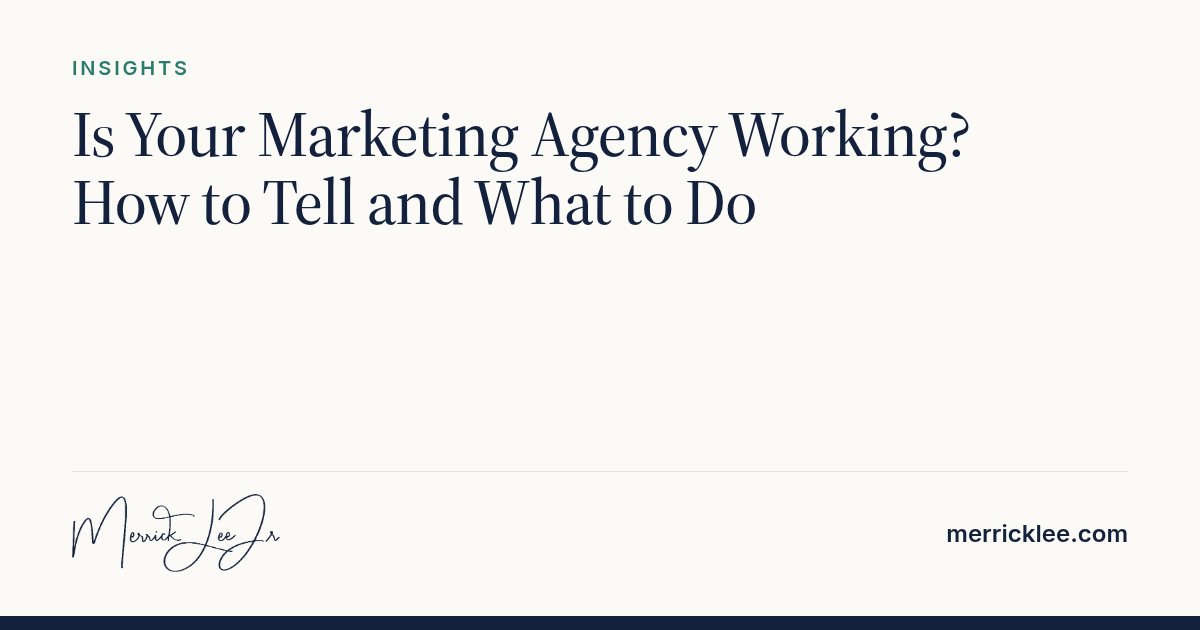 INSIGHTS
Is Your Marketing Agency Working?
How to Tell and What to Do
Merrick Lee Jr
merricklee.com